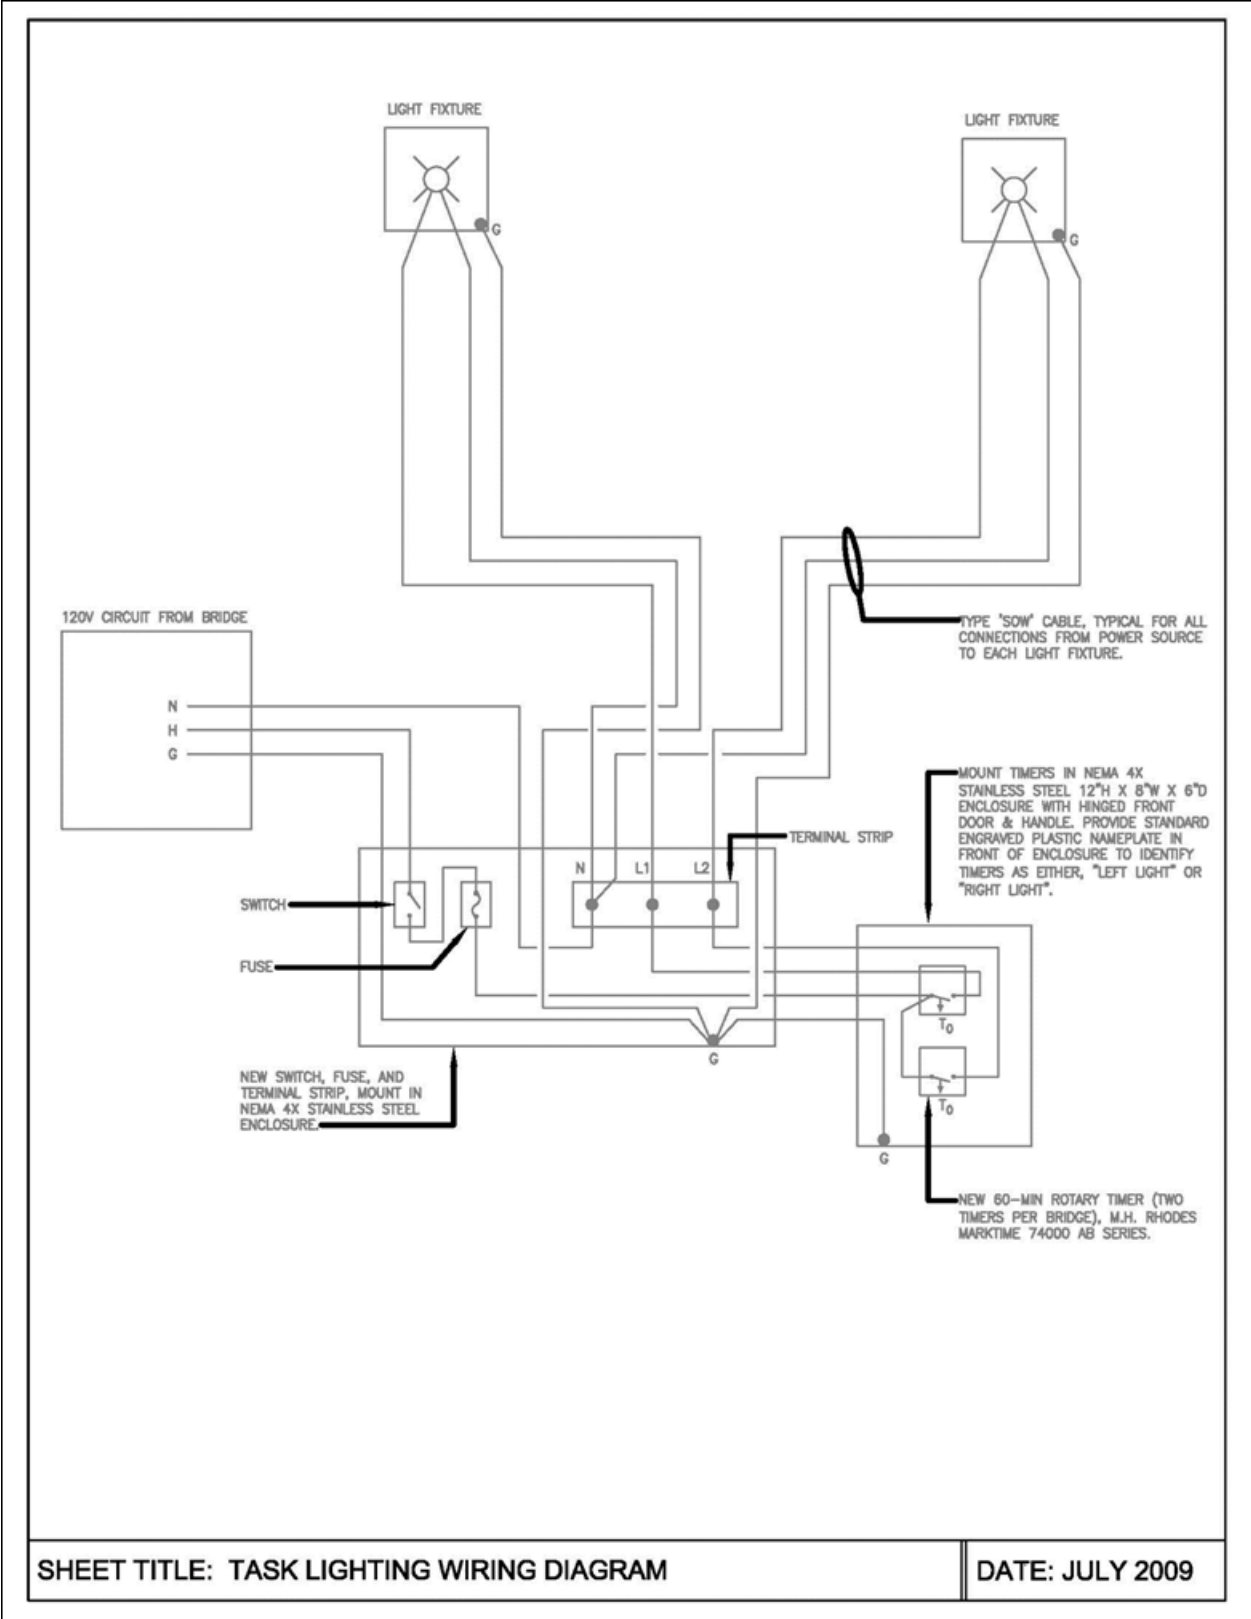 LIGHT FIXTURE
LIGHT FIXTURE
G
G
120V CIRCUIT FROM BRIDGE
TYPE 'SOW' CABLE, TYPICAL FOR ALL
CONNECTIONS FROM POWER SOURCE
TO EACH LIGHT FIXTURE.
N
H
G
MOUNT TIMERS IN NEMA 4X
STAINLESS STEEL 12"H X 8"W X 6"D
ENCLOSURE WITH HINGED FRONT
DOOR & HANDLE. PROVIDE STANDARD
ENGRAVED PLASTIC NAMEPLATE IN
FRONT OF ENCLOSURE TO IDENTIFY
TIMERS AS EITHER, "LEFT LIGHT" OR
"RIGHT LIGHT".
TERMINAL STRIP
N L1 L2
SWITCH
FUSE
TO
G
NEW SWITCH, FUSE, AND
TERMINAL STRIP, MOUNT IN
NEMA 4X STAINLESS STEEL
ENCLOSURE.
TO
G
NEW 60-MIN ROTARY TIMER (TWO
TIMERS PER BRIDGE), M.H. RHODES
MARKTIME 74000 AB SERIES.
SHEET TITLE: TASK LIGHTING WIRING DIAGRAM
DATE: JULY 2009